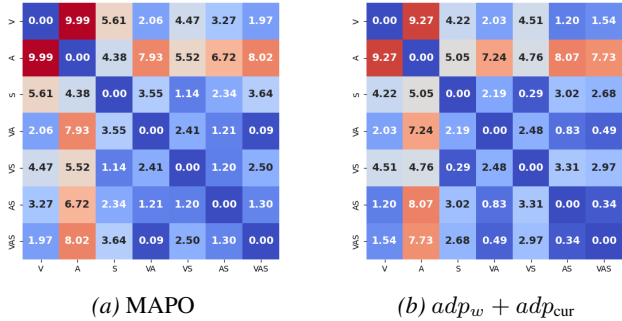 V 0.00 9.99 5.61 2.06 4.47 3.27 1.97 V 0.00 9.27 4.22 2.03 4.51 1.20 1.54
A 9.99 0.00 4.38 7.93 5.52 6.72 8.02 A 9.27 0.00 5.05 7.24 4.76 8.07 7.73
S 5.61 4.38 0.00 3.55 1.14 2.34 3.64 S 4.22 5.05 0.00 2.19 0.29 3.02 2.68
VA 2.06 7.93 3.55 0.00 2.41 1.21 0.09 VA 2.03 7.24 2.19 0.00 2.48 0.83 0.49
VS 4.47 5.52 1.14 2.41 0.00 1.20 2.50 VS 4.51 4.76 0.29 2.48 0.00 3.31 2.97
AS 3.27 6.72 2.34 1.21 1.20 0.00 1.30 AS 1.20 8.07 3.02 0.83 3.31 0.00 0.34
VAS 1.97 8.02 3.64 0.09 2.50 1.30 0.00 VAS 1.54 7.73 2.68 0.49 2.97 0.34 0.00
V A S VA VS AS VAS V A S VA VS AS VAS
(a) MAPO (b) adp_w + adp_cur